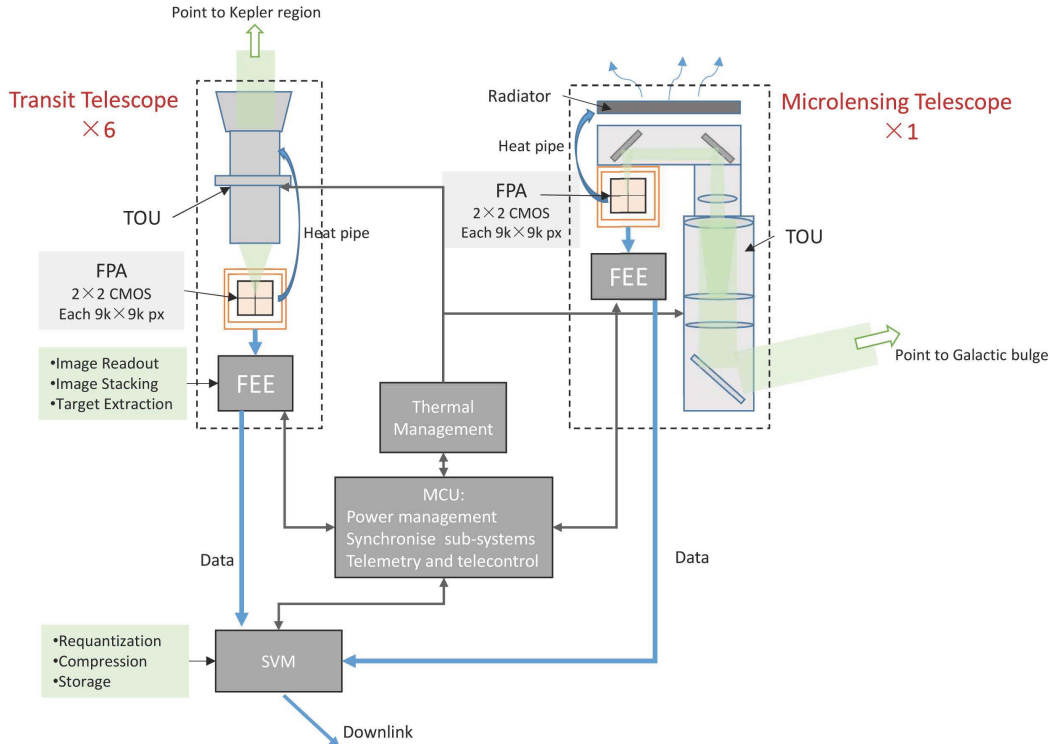 Point to Kepler region
Transit Telescope
×6
TOU
Heat pipe
FPA
2×2 CMOS
Each 9k×9k px
•Image Readout
•Image Stacking
•Target Extraction
FEE
Radiator
Microlensing Telescope
×1
Heat pipe
FPA
2×2 CMOS
Each 9k×9k px
TOU
FEE
Point to Galactic bulge
Thermal
Management
MCU:
Power management
Synchronise sub-systems
Telemetry and telecontrol
Data
Data
•Requantization
•Compression
•Storage
SVM
Downlink